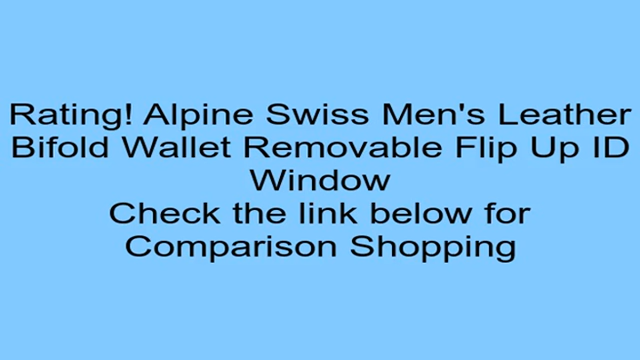 Rating! Alpine Swiss Men's Leather
Bifold Wallet Removable Flip Up ID
Window
Check the link below for
Comparison Shopping